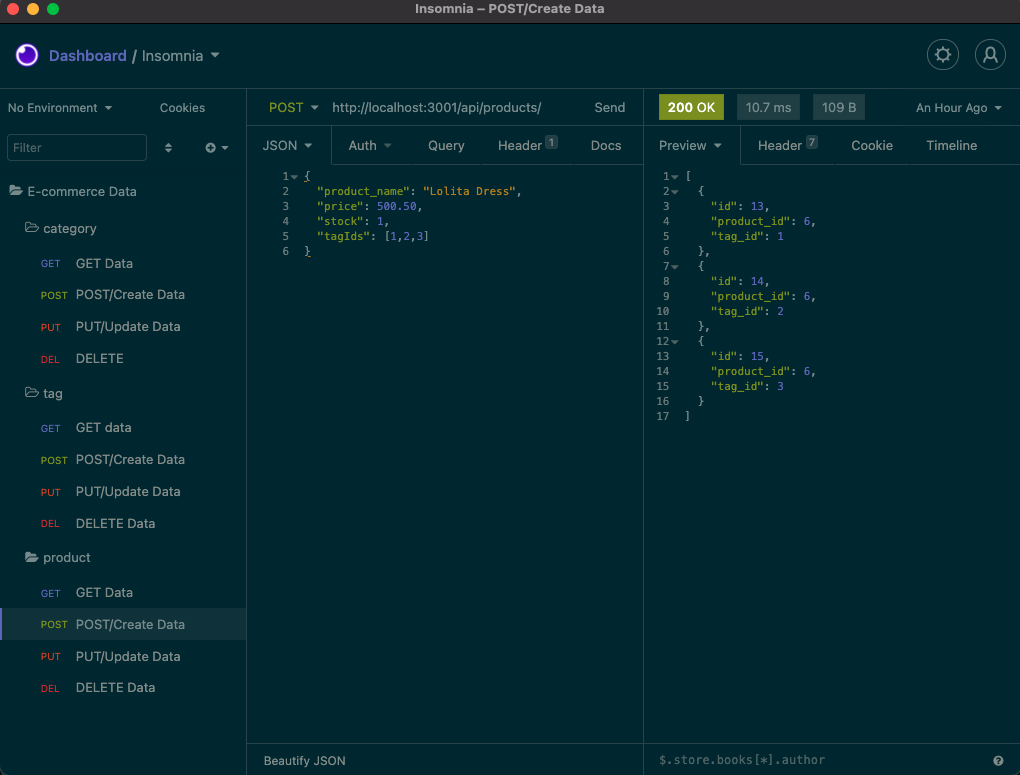 Insomnia – POST/Create Data
Dashboard / Insomnia
No Environment
Cookies
Filter
E-commerce Data
category
GET GET Data
POST POST/Create Data
PUT PUT/Update Data
DEL DELETE
tag
GET GET data
POST POST/Create Data
PUT PUT/Update Data
DEL DELETE Data
product
GET GET Data
POST POST/Create Data
PUT PUT/Update Data
DEL DELETE Data
POST http://localhost:3001/api/products/ Send
JSON Auth Query Header 1 Docs
1 {
2 "product_name": "Lolita Dress",
3 "price": 500.50,
4 "stock": 1,
5 "tagIds": [1,2,3]
6 }
Beautify JSON
200 OK 10.7 ms 109 B An Hour Ago
Preview Header 7 Cookie Timeline
1 [
2 {
3 "id": 13,
4 "product_id": 6,
5 "tag_id": 1
6 },
7 {
8 "id": 14,
9 "product_id": 6,
10 "tag_id": 2
11 },
12 {
13 "id": 15,
14 "product_id": 6,
15 "tag_id": 3
16 }
17 ]
$.store.books[*].author ?